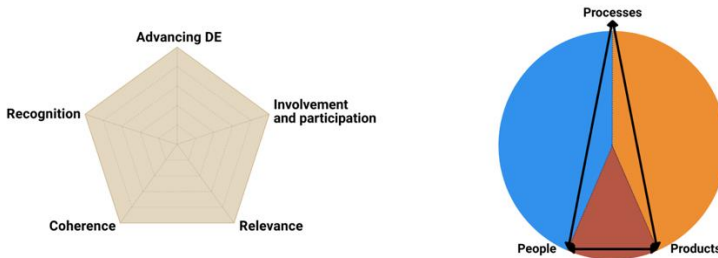 Advancing DE
Recognition
Involvement
and participation
Coherence
Relevance
Processes
People
Products